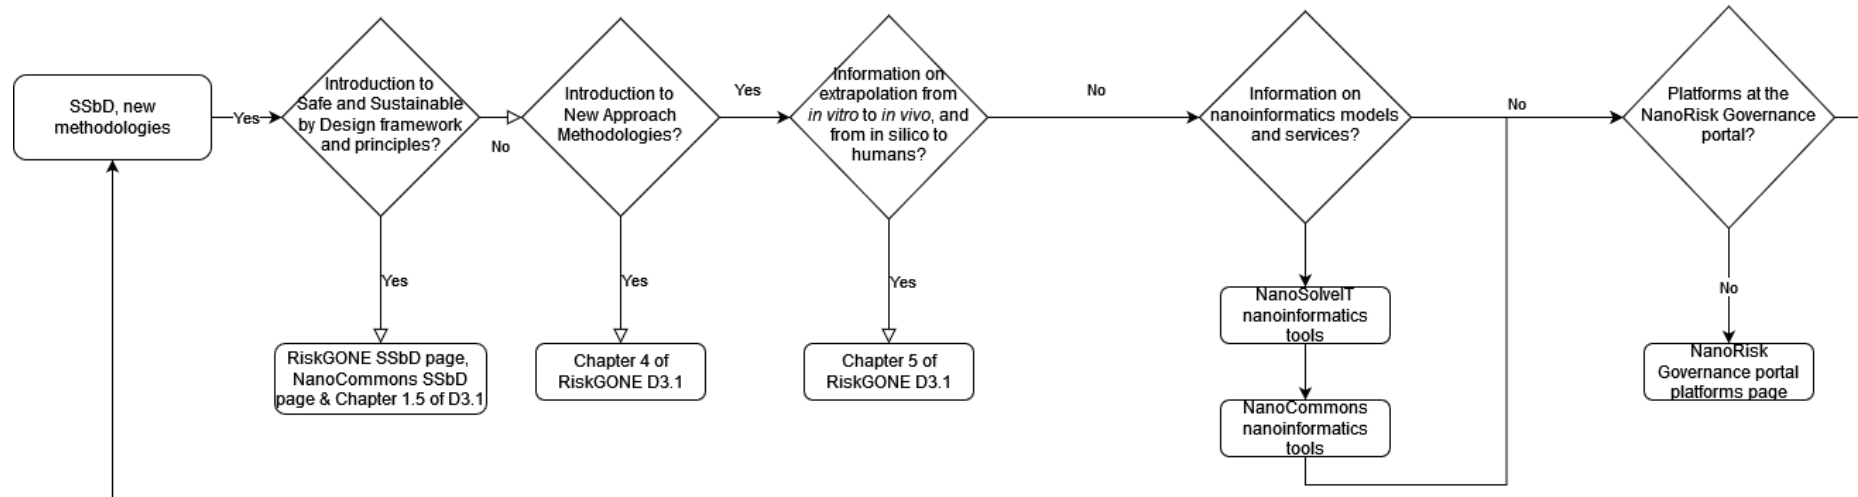 SSbD, new
methodologies
Yes
Introduction to
Safe and Sustainable
by Design framework
and principles?
No
Yes
RiskGONE SSbD page,
NanoCommons SSbD
page & Chapter 1.5 of D3.1
Introduction to
New Approach
Methodologies?
Yes
Yes
Chapter 4 of
RiskGONE D3.1
Information on
extrapolation from
in vitro to in vivo, and
from in silico to
humans?
No
Yes
Chapter 5 of
RiskGONE D3.1
Information on
nanoinformatics models
and services?
No
NanoSolveIT
nanoinformatics
tools
NanoCommons
nanoinformatics
tools
Platforms at the
NanoRisk Governance
portal?
No
NanoRisk
Governance portal
platforms page